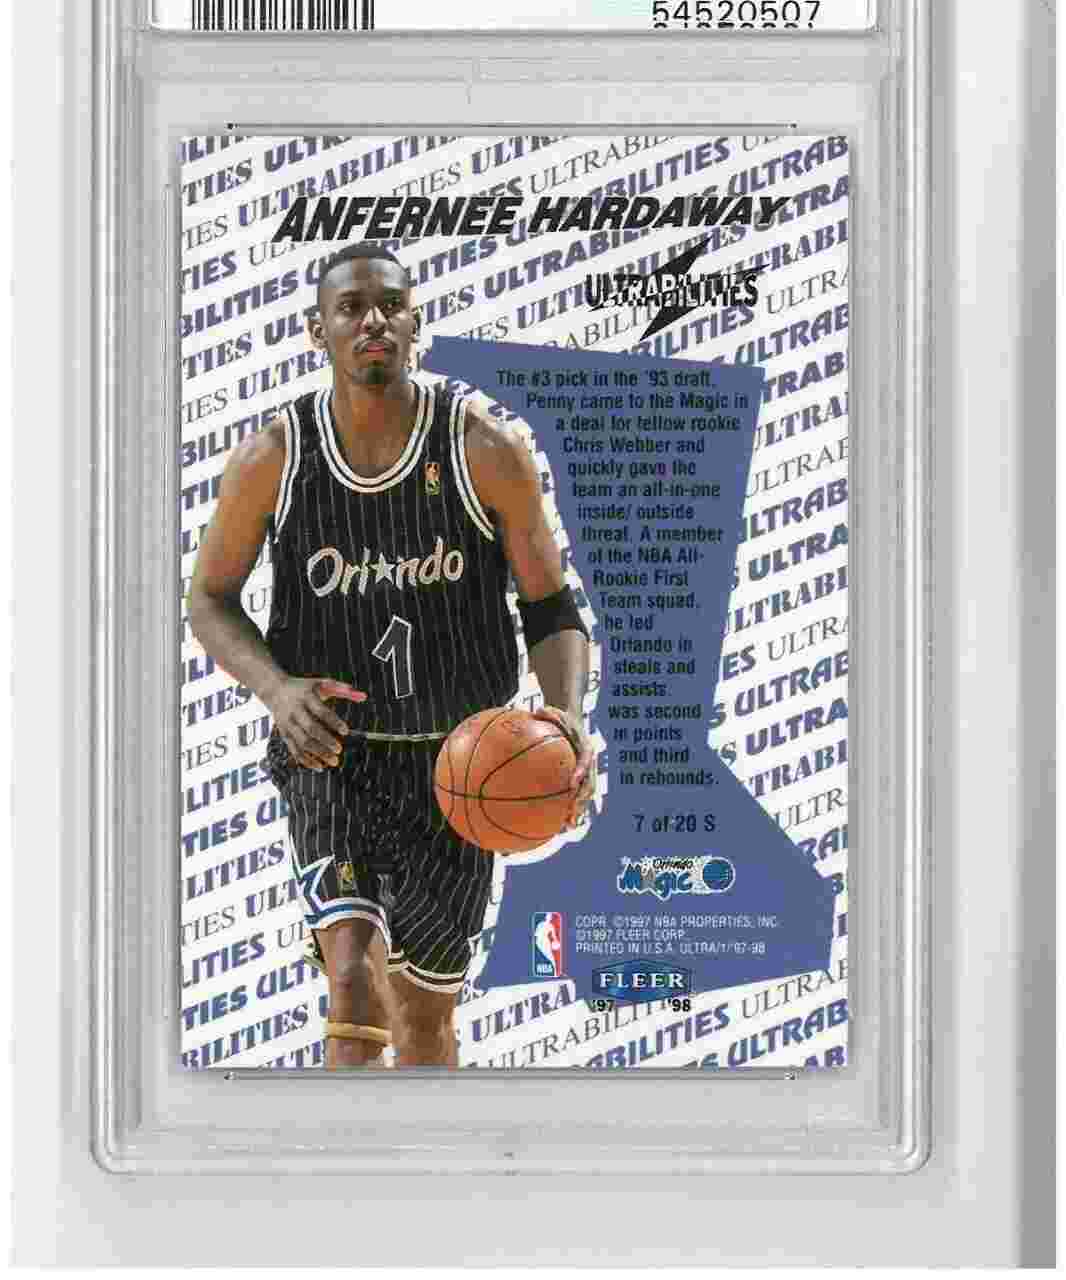 54520507
ANFERNEE HARDAWAY
ULTRABILITIES
The #3 pick in the '93 draft,
Penny came to the Magic in
a deal for fellow rookie
Chris Webber and
quickly gave the
team an all-in-one
inside/ outside
threat. A member
of the NBA All-
Rookie First
Team squad,
he led
Orlando in
steals and
assists,
was second
in points
and third
in rebounds.
Orlando
1
7 of 20 S
Orlando
Magic
COPR. ©1997 NBA PROPERTIES, INC.
©1997 FLEER CORP.
PRINTED IN U.S.A. ULTRA/1/'97-98
NBA
FLEER
'97 '98